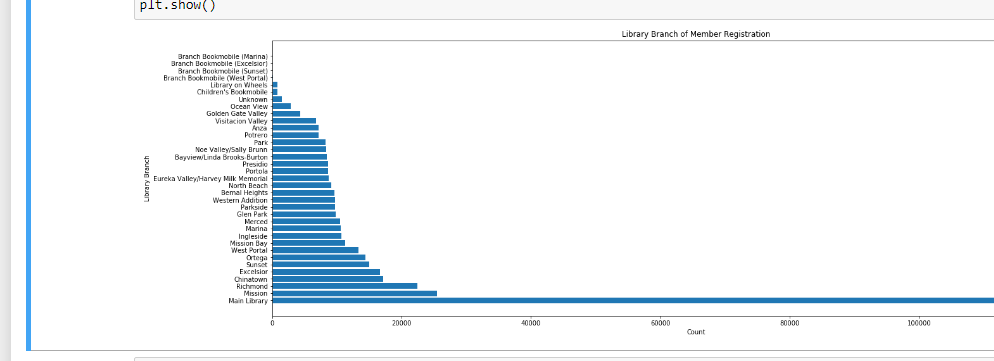 plt.show()
Library Branch of Member Registration
Branch Bookmobile (Marina)
Branch Bookmobile (Excelsior)
Branch Bookmobile (Sunset)
Branch Bookmobile (West Portal)
Library on Wheels
Children's Bookmobile
Unknown
Ocean View
Golden Gate Valley
Visitacion Valley
Anza
Potrero
Park
Noe Valley/Sally Brunn
Bayview/Linda Brooks-Burton
Presidio
Portola
Eureka Valley/Harvey Milk Memorial
North Beach
Bernal Heights
Western Addition
Parkside
Glen Park
Merced
Marina
Ingleside
Mission Bay
West Portal
Ortega
Sunset
Excelsior
Chinatown
Richmond
Mission
Main Library
Library Branch
0 20000 40000 60000 80000 100000
Count